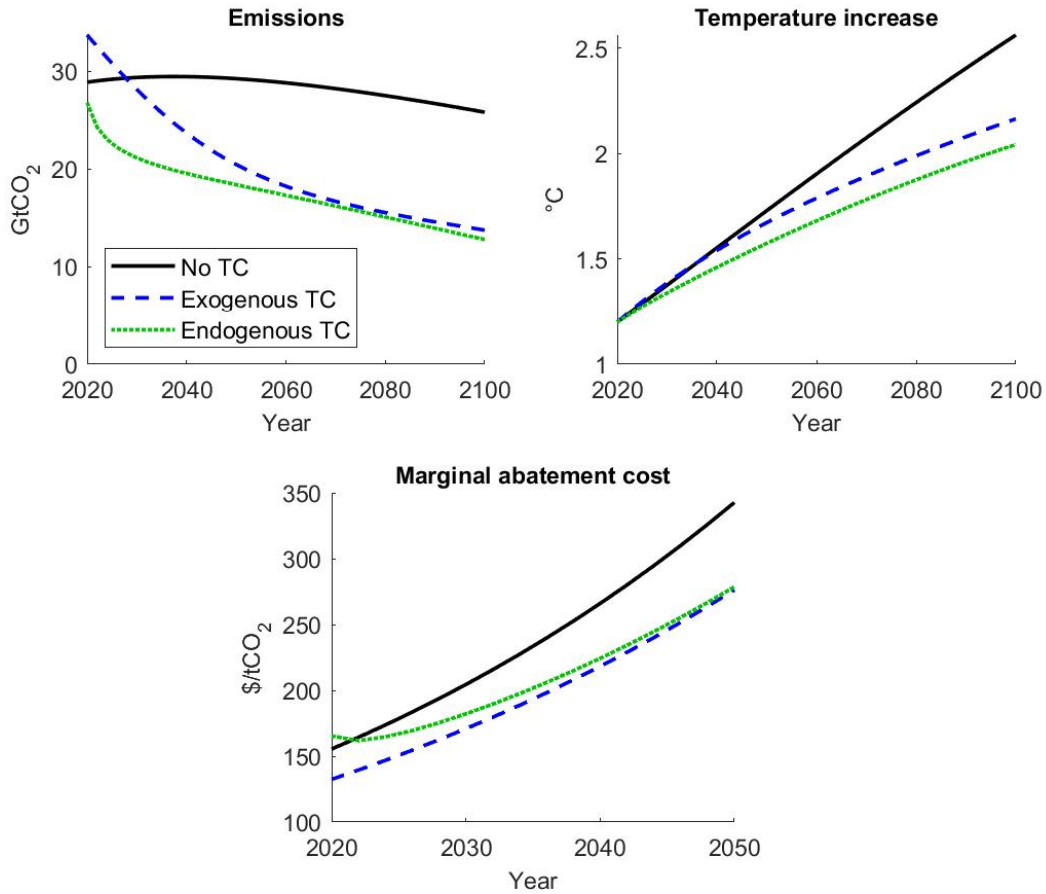 Emissions
30
20
10
0
GtCO₂
No TC
Exogenous TC
Endogenous TC
2020 2040 2060 2080 2100
Year
Temperature increase
2.5
2
1.5
1
°C
2020 2040 2060 2080 2100
Year
Marginal abatement cost
350
300
250
200
150
100
$/tCO₂
2020 2030 2040 2050
Year